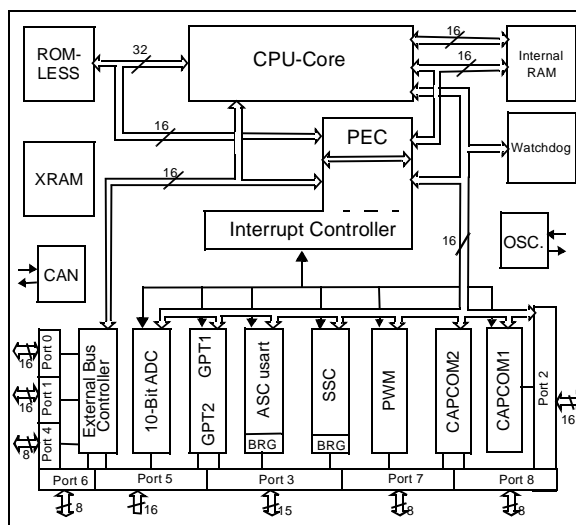 ROM-
LESS
32
CPU-Core
16
16
Internal
RAM
16
PEC
Watchdog
XRAM
16
Interrupt Controller
16
OSC.
CAN
Port 0
16
Port 1
16
Port 4
8
External Bus
Controller
10-Bit ADC
GPT1
GPT2
ASC usart
BRG
SSC
BRG
PWM
CAPCOM2
CAPCOM1
Port 2
16
Port 6
Port 5
Port 3
Port 7
Port 8
8
16
15
8
8